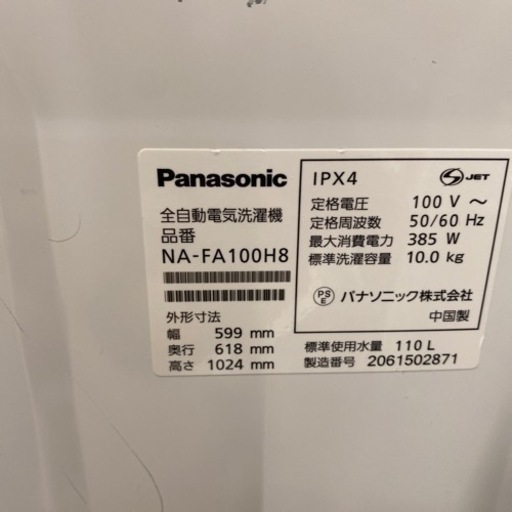 Panasonic
全自動電気洗濯機
品番
NA-FA100H8
外形寸法
幅 599 mm
奥行 618 mm
高さ 1024 mm
IPX4
S JET
定格電圧 100 V ～
定格周波数 50/60 Hz
最大消費電力 385 W
標準洗濯容量 10.0 kg
PS E パナソニック株式会社
中国製
標準使用水量 110 L
製造番号 2061502871